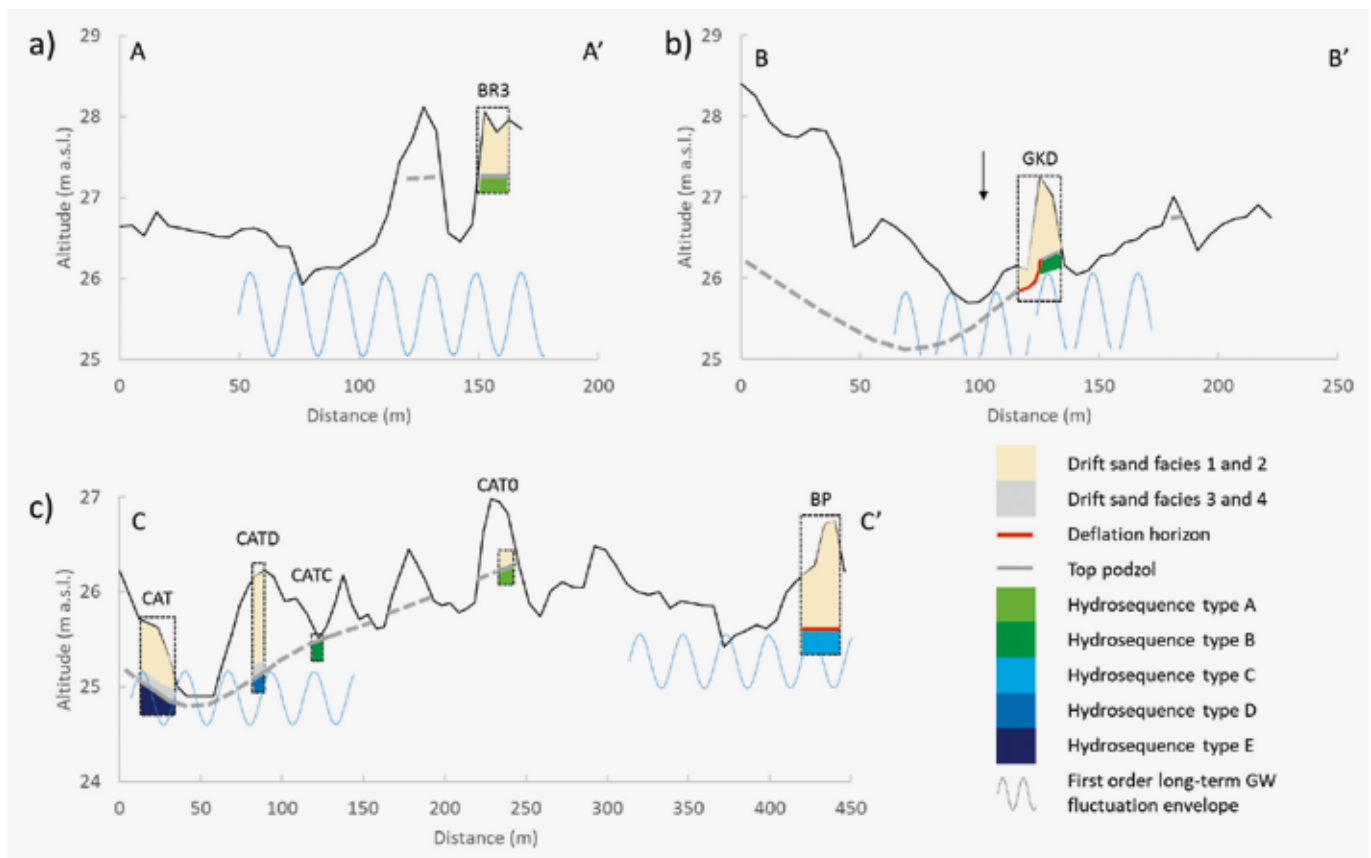 a)
A
A'
BR3
29
28
27
26
25
Altitude (m a.s.l.)
0 50 100 150 200
Distance (m)
b)
B
B'
GKD
29
28
27
26
25
Altitude (m a.s.l.)
0 50 100 150 200 250
Distance (m)
c)
C
C'
CAT
CATD
CATC
CAT0
BP
27
26
25
24
Altitude (m a.s.l.)
0 50 100 150 200 250 300 350 400 450
Distance (m)
Drift sand facies 1 and 2
Drift sand facies 3 and 4
Deflation horizon
Top podzol
Hydrosequence type A
Hydrosequence type B
Hydrosequence type C
Hydrosequence type D
Hydrosequence type E
First order long-term GW
fluctuation envelope